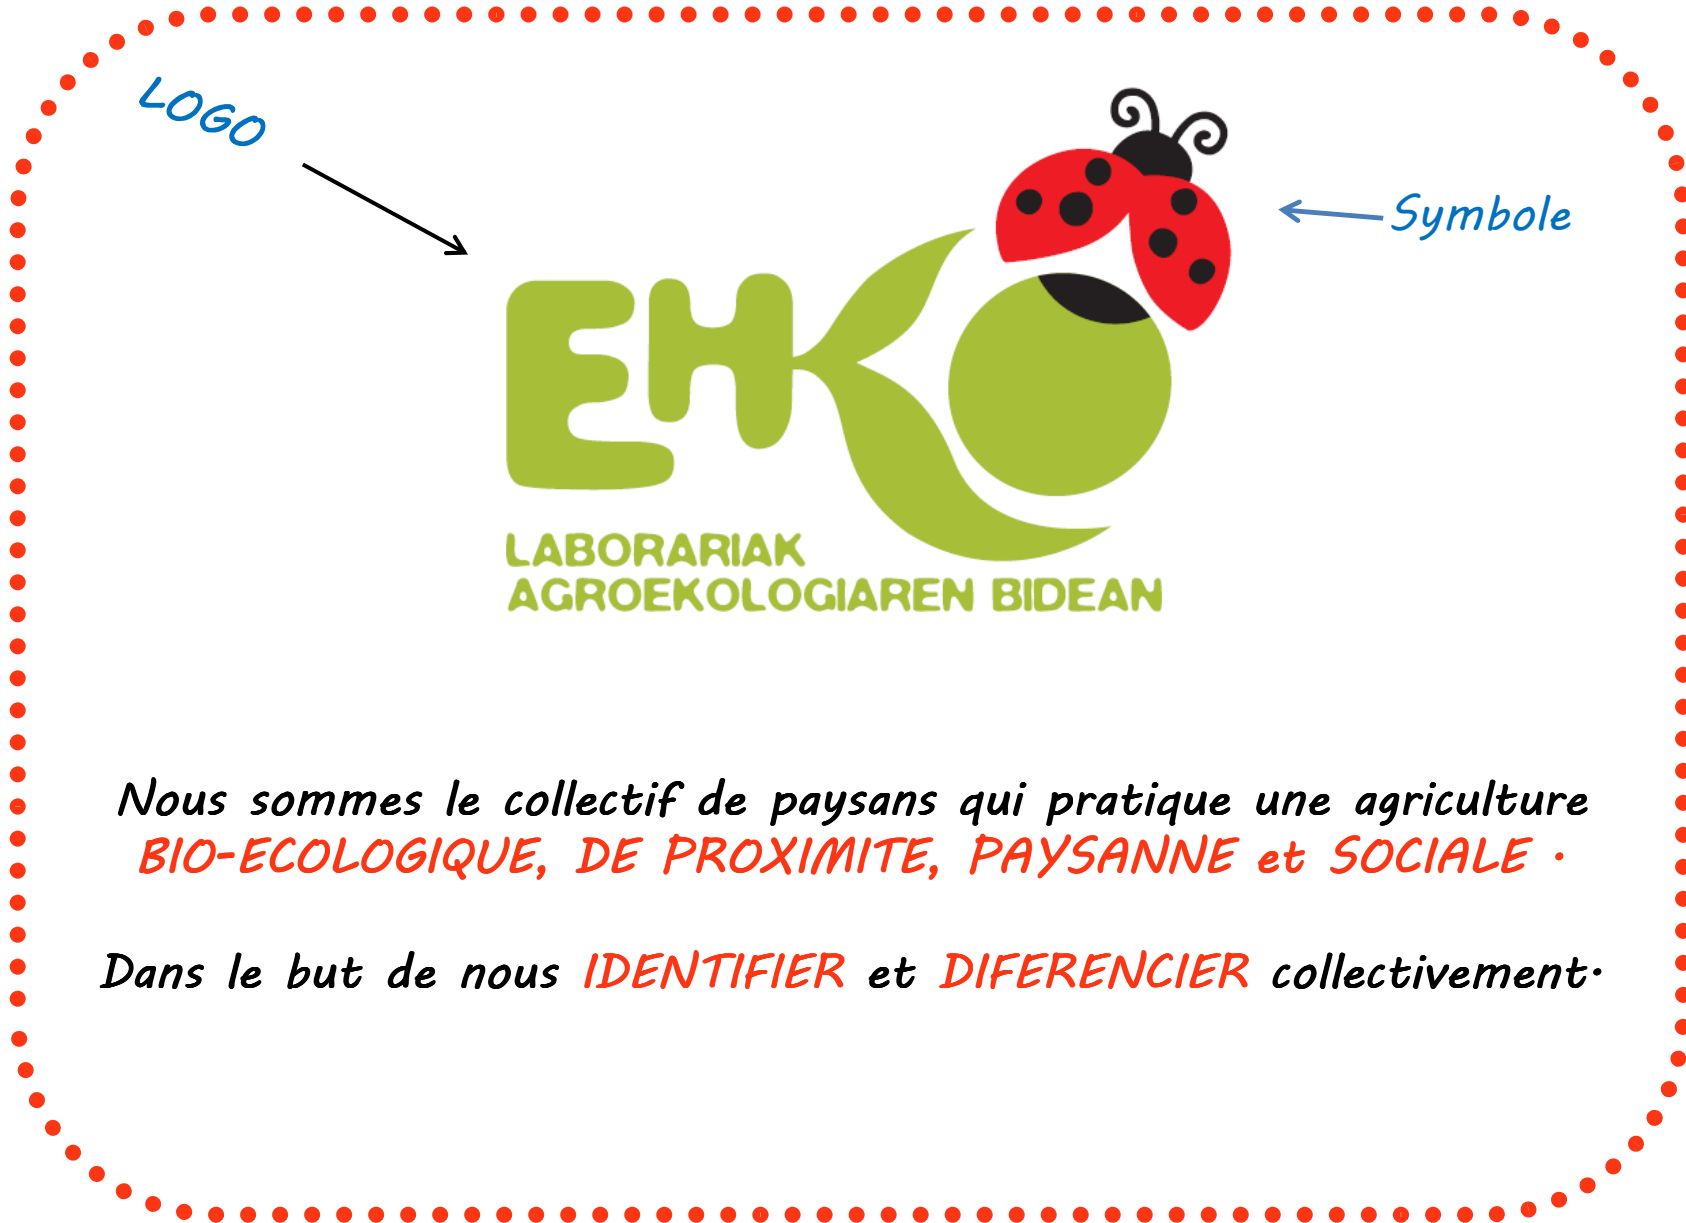 LOGO
Symbole
EHKO
LABORARIAK
AGROEKOLOGIAREN BIDEAN
Nous sommes le collectif de paysans qui pratique une agriculture
BIO-ECOLOGIQUE, DE PROXIMITE, PAYSANNE et SOCIALE .
Dans le but de nous IDENTIFIER et DIFERENCIER collectivement.